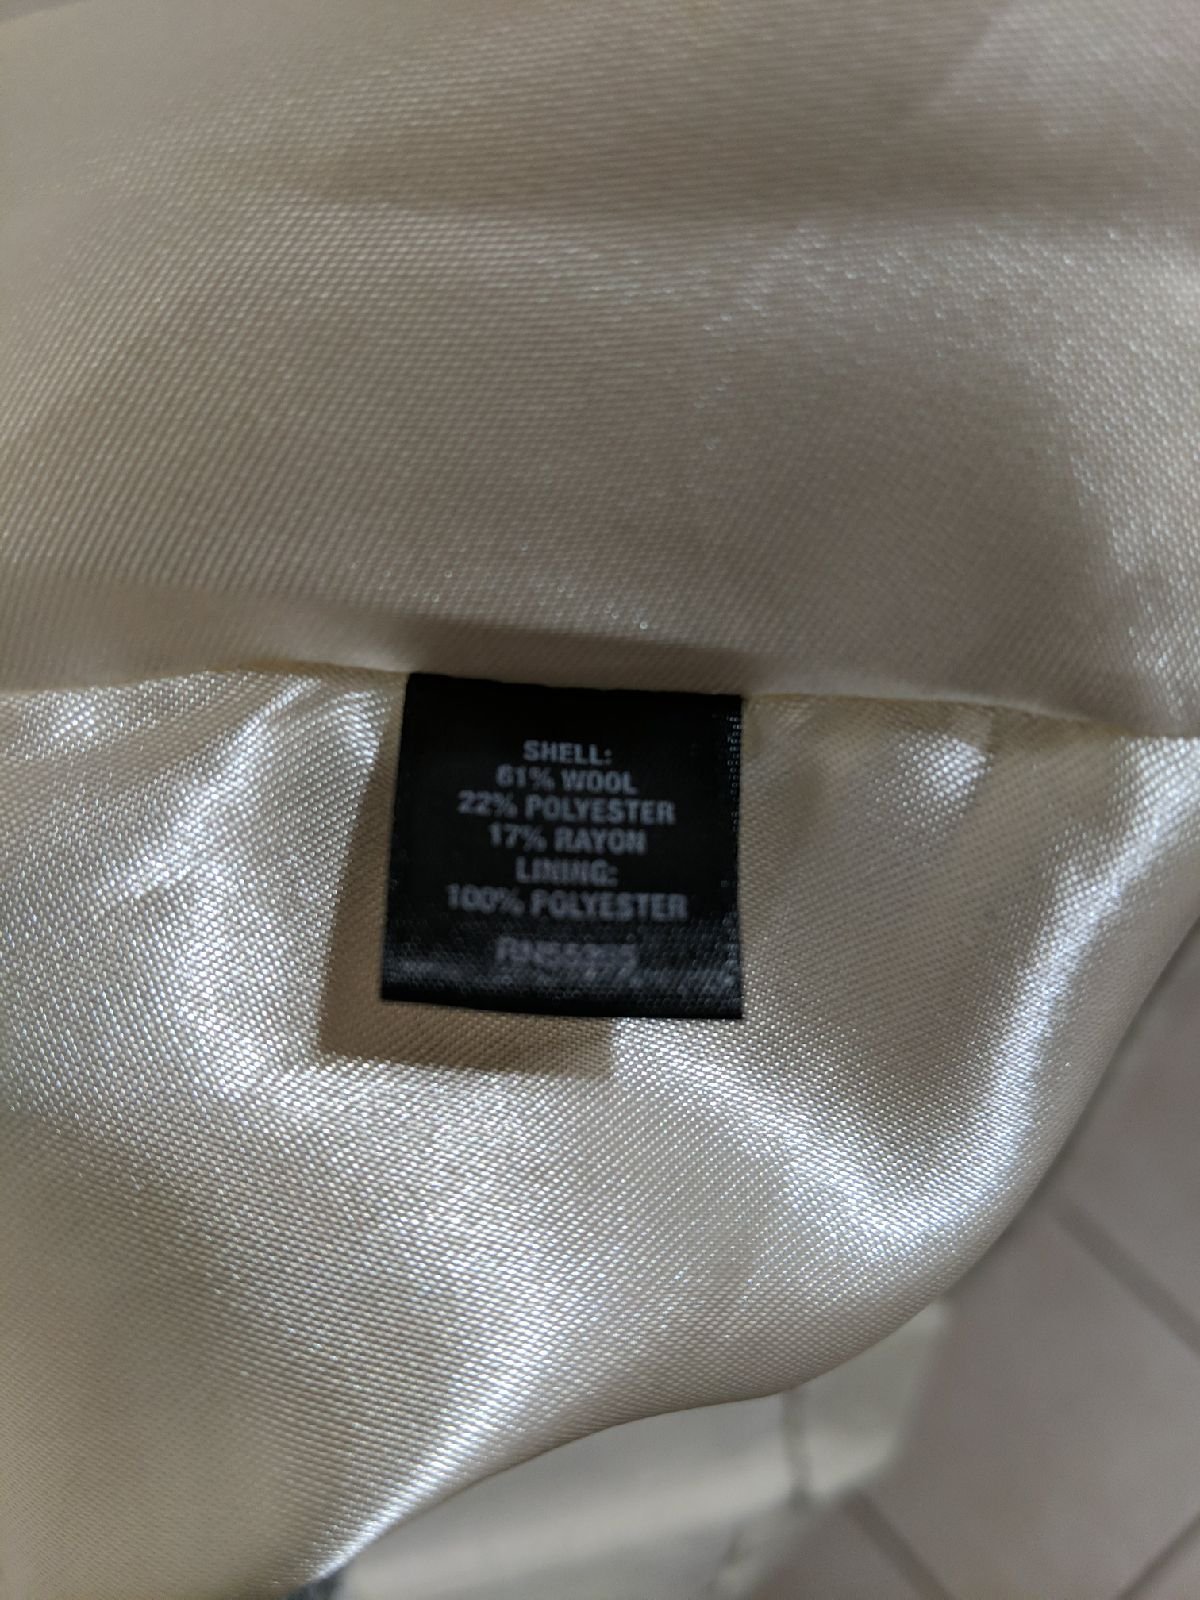 SHELL:
61% WOOL
22% POLYESTER
17% RAYON
LINING:
100% POLYESTER